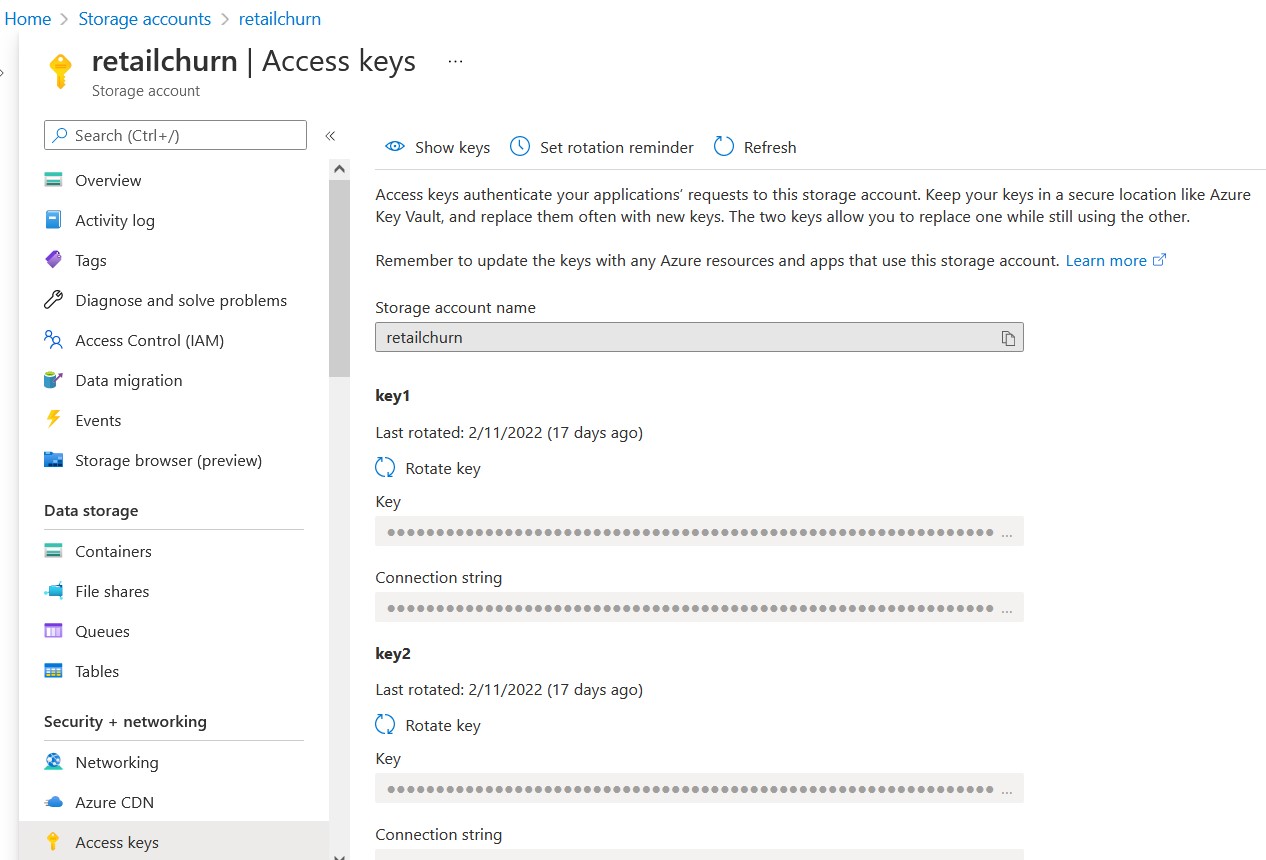 Home > Storage accounts > retailchurn
retailchurn | Access keys ...
Storage account
Search (Ctrl+/)
«
Overview
Activity log
Tags
Diagnose and solve problems
Access Control (IAM)
Data migration
Events
Storage browser (preview)
Data storage
Containers
File shares
Queues
Tables
Security + networking
Networking
Azure CDN
Access keys
Show keys Set rotation reminder Refresh
Access keys authenticate your applications’ requests to this storage account. Keep your keys in a secure location like Azure
Key Vault, and replace them often with new keys. The two keys allow you to replace one while still using the other.
Remember to update the keys with any Azure resources and apps that use this storage account. Learn more
Storage account name
retailchurn
key1
Last rotated: 2/11/2022 (17 days ago)
Rotate key
Key
●●●●●●●●●●●●●●●●●●●●●●●●●●●●●●●●●●●●●●●●●●●●●●●●●●●●●●●●●●●●●● ...
Connection string
●●●●●●●●●●●●●●●●●●●●●●●●●●●●●●●●●●●●●●●●●●●●●●●●●●●●●●●●●●●●●● ...
key2
Last rotated: 2/11/2022 (17 days ago)
Rotate key
Key
●●●●●●●●●●●●●●●●●●●●●●●●●●●●●●●●●●●●●●●●●●●●●●●●●●●●●●●●●●●●●● ...
Connection string